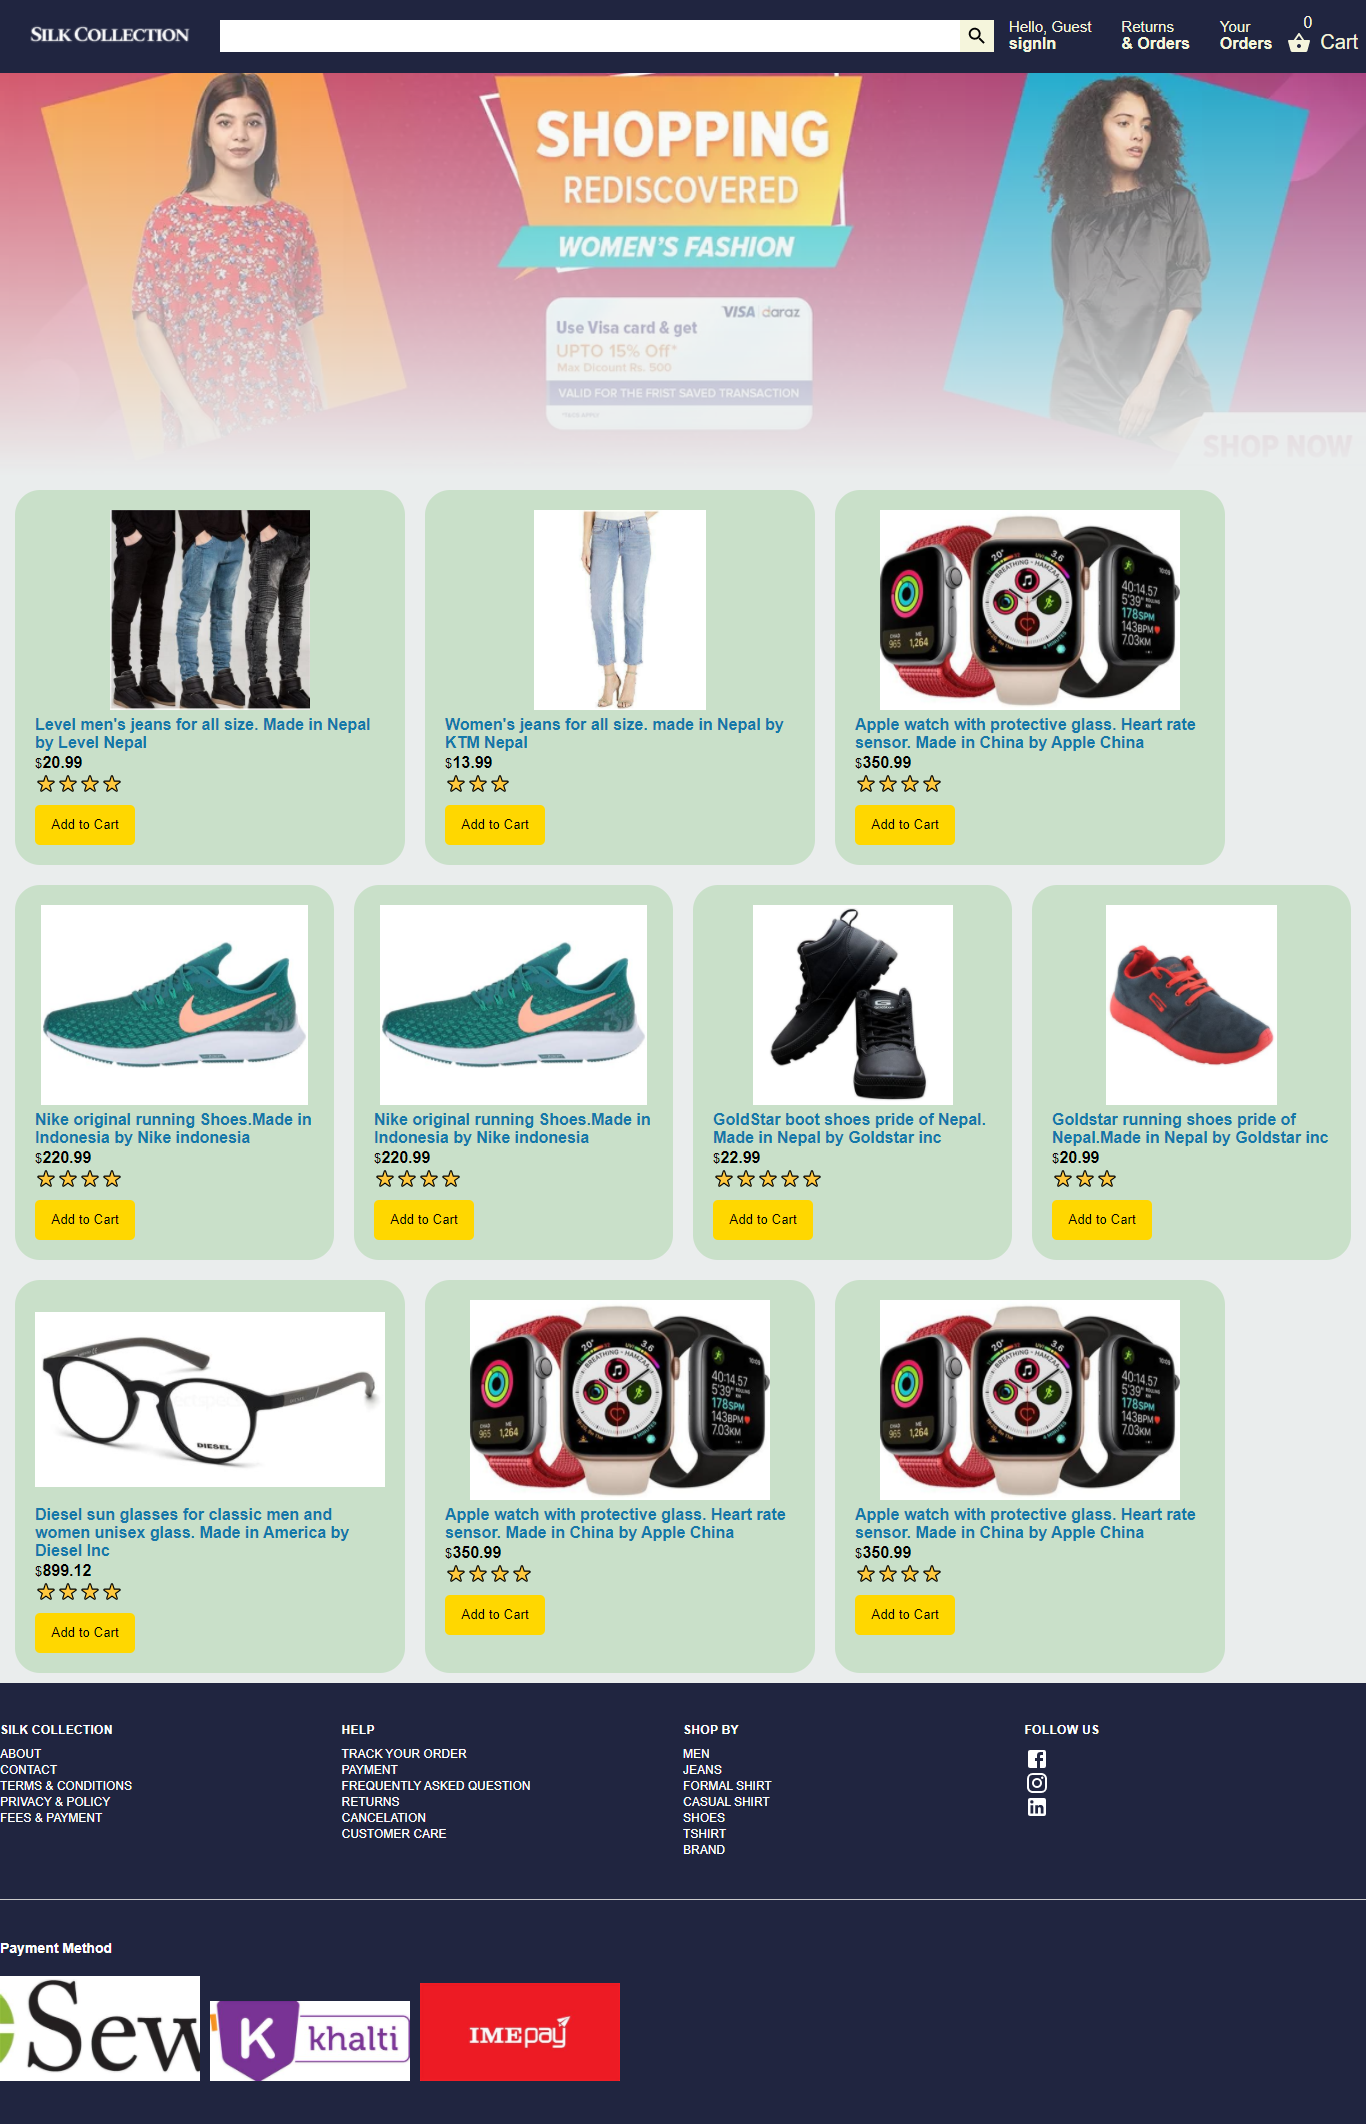 SILK COLLECTION
Hello, Guest
signIn
Returns
& Orders
Your
Orders
0
Cart
SHOPPING
REDISCOVERED
WOMEN'S FASHION
VISA daraz
Use Visa card & get
UPTO 15% Off*
Max Dicount Rs. 500
VALID FOR THE FRIST SAVED TRANSACTION
SHOP NOW
Level men's jeans for all size. Made in Nepal
by Level Nepal
$20.99
Add to Cart
Women's jeans for all size. made in Nepal by
KTM Nepal
$13.99
Add to Cart
Apple watch with protective glass. Heart rate
sensor. Made in China by Apple China
$350.99
Add to Cart
Nike original running Shoes.Made in
Indonesia by Nike indonesia
$220.99
Add to Cart
Nike original running Shoes.Made in
Indonesia by Nike indonesia
$220.99
Add to Cart
GoldStar boot shoes pride of Nepal.
Made in Nepal by Goldstar inc
$22.99
Add to Cart
Goldstar running shoes pride of
Nepal.Made in Nepal by Goldstar inc
$20.99
Add to Cart
DIESEL
Diesel sun glasses for classic men and
women unisex glass. Made in America by
Diesel Inc
$899.12
Add to Cart
Apple watch with protective glass. Heart rate
sensor. Made in China by Apple China
$350.99
Add to Cart
Apple watch with protective glass. Heart rate
sensor. Made in China by Apple China
$350.99
Add to Cart
SILK COLLECTION
ABOUT
CONTACT
TERMS & CONDITIONS
PRIVACY & POLICY
FEES & PAYMENT
HELP
TRACK YOUR ORDER
PAYMENT
FREQUENTLY ASKED QUESTION
RETURNS
CANCELATION
CUSTOMER CARE
SHOP BY
MEN
JEANS
FORMAL SHIRT
CASUAL SHIRT
SHOES
TSHIRT
BRAND
FOLLOW US
Payment Method
Sew
K khalti
IMEpay